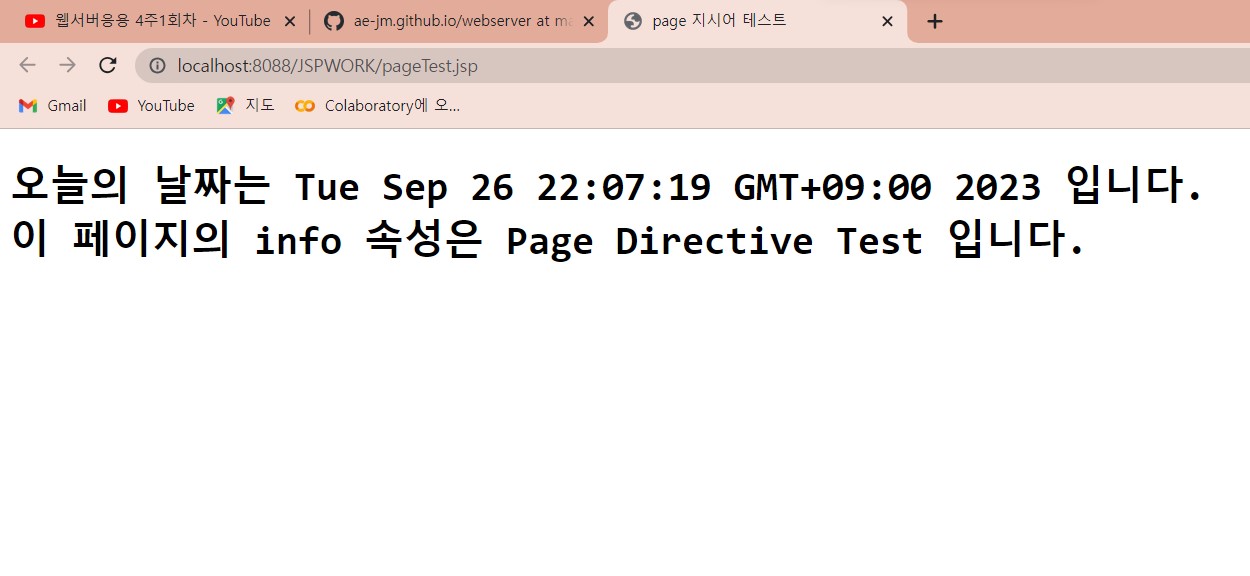 웹서버응용 4주1회차 - YouTube
ae-jm.github.io/webserver at ma
page 지시어 테스트
localhost:8088/JSPWORK/pageTest.jsp
Gmail
YouTube
지도
Colaboratory에 오...
오늘의 날짜는 Tue Sep 26 22:07:19 GMT+09:00 2023 입니다.
이 페이지의 info 속성은 Page Directive Test 입니다.